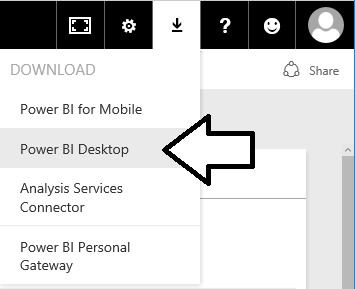 ?
DOWNLOAD
Share
Power BI for Mobile
Power BI Desktop
Analysis Services
Connector
Power BI Personal
Gateway